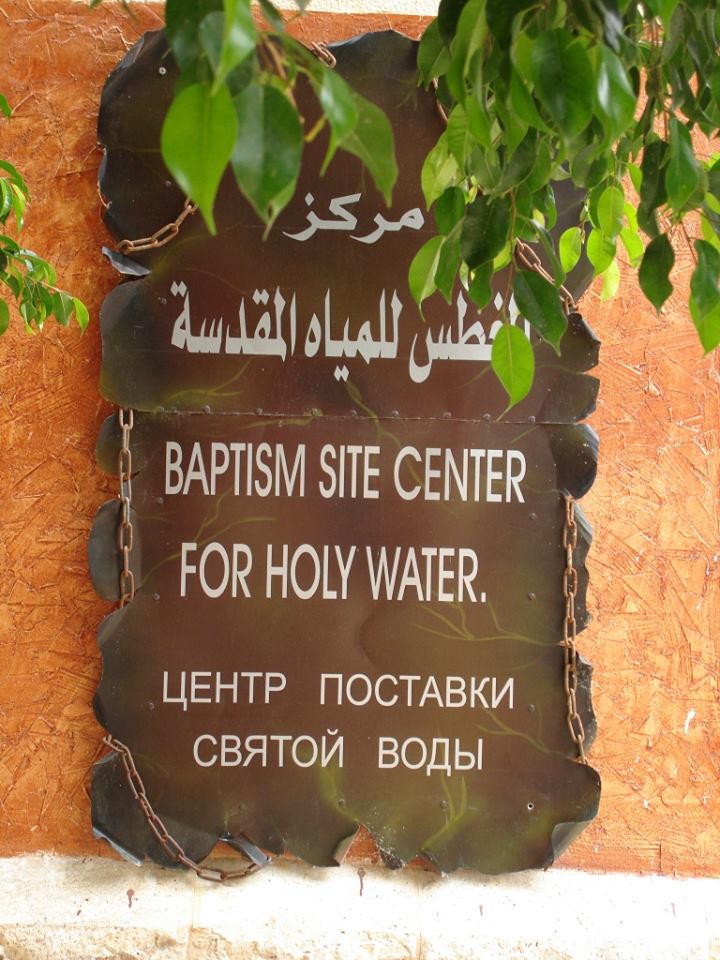 مركز
للمياه المقدسة
BAPTISM SITE CENTER
FOR HOLY WATER.
ЦЕНТР ПОСТАВКИ
СВЯТОЙ ВОДЫ